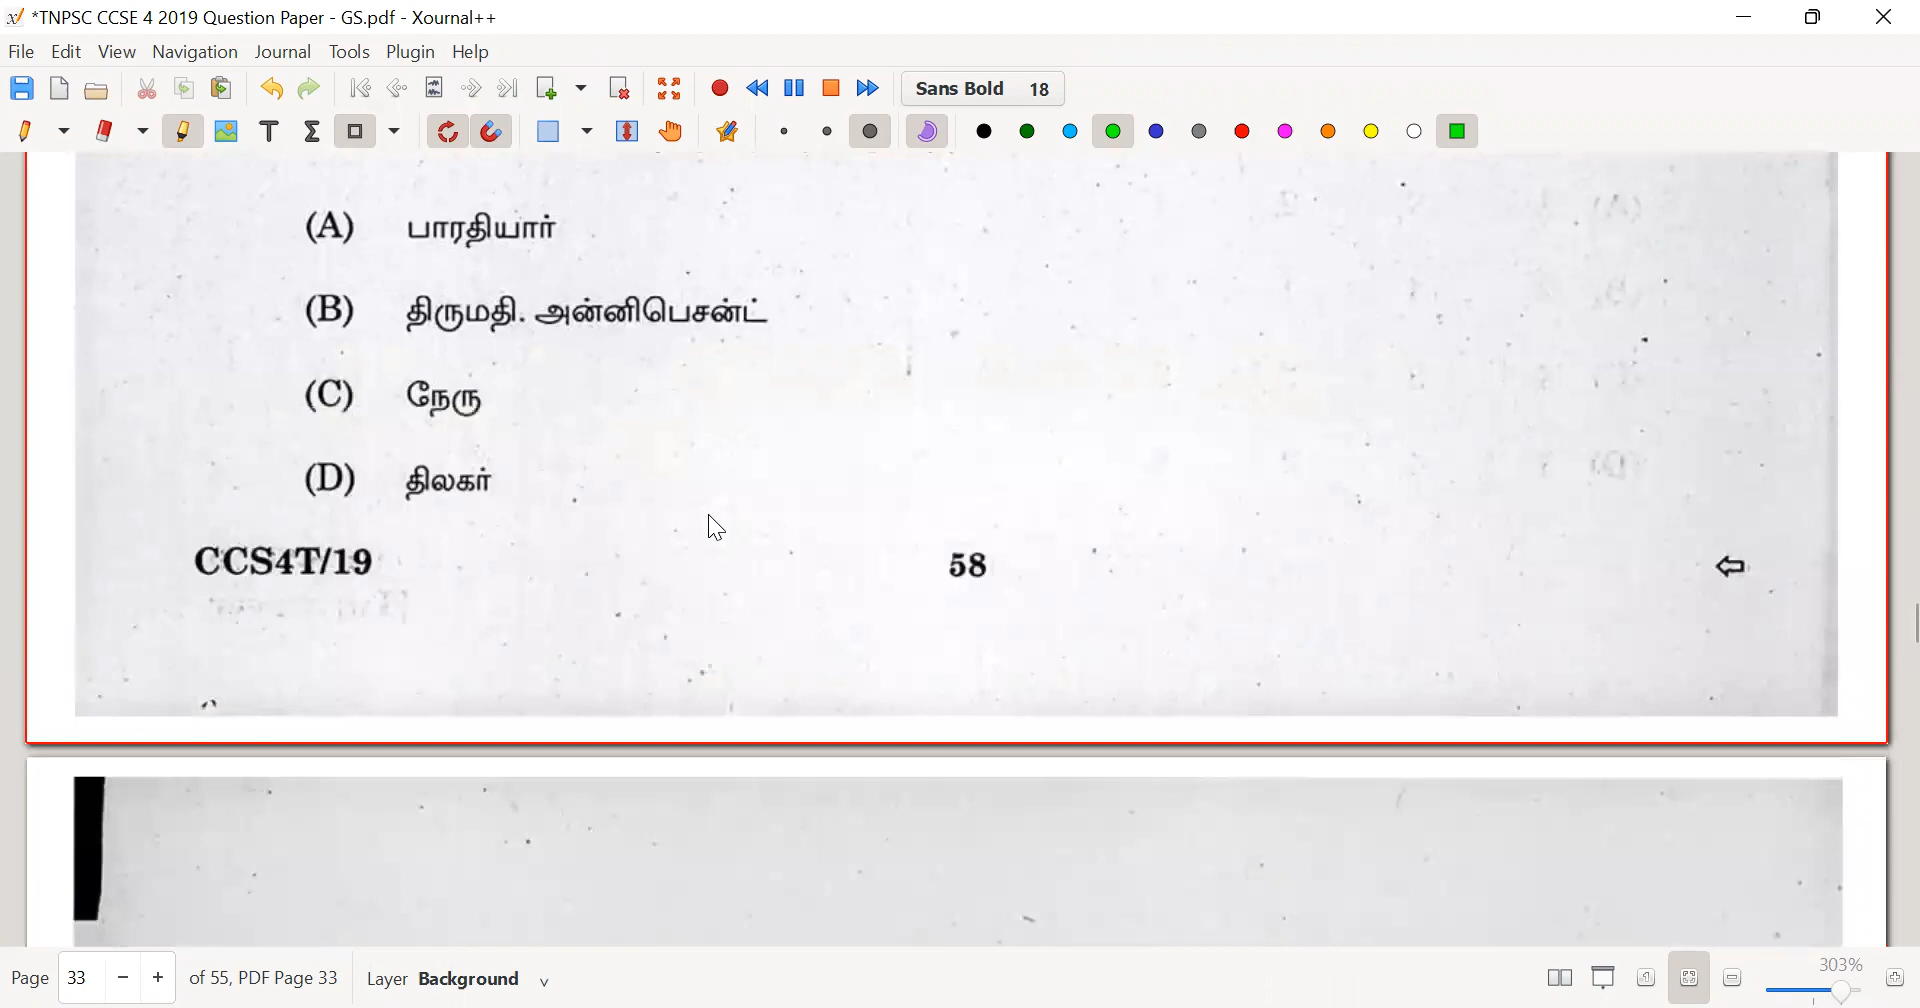 *TNPSC CCSE 4 2019 Question Paper - GS.pdf - Xournal++
File Edit View Navigation Journal Tools Plugin Help
Sans Bold 18
(A) பாரதியார்
(B) திருமதி. அன்னிபெசன்ட்
(C) நேரு
(D) திலகர்
CCS4T/19 58
Page 33 of 55, PDF Page 33 Layer Background 303%